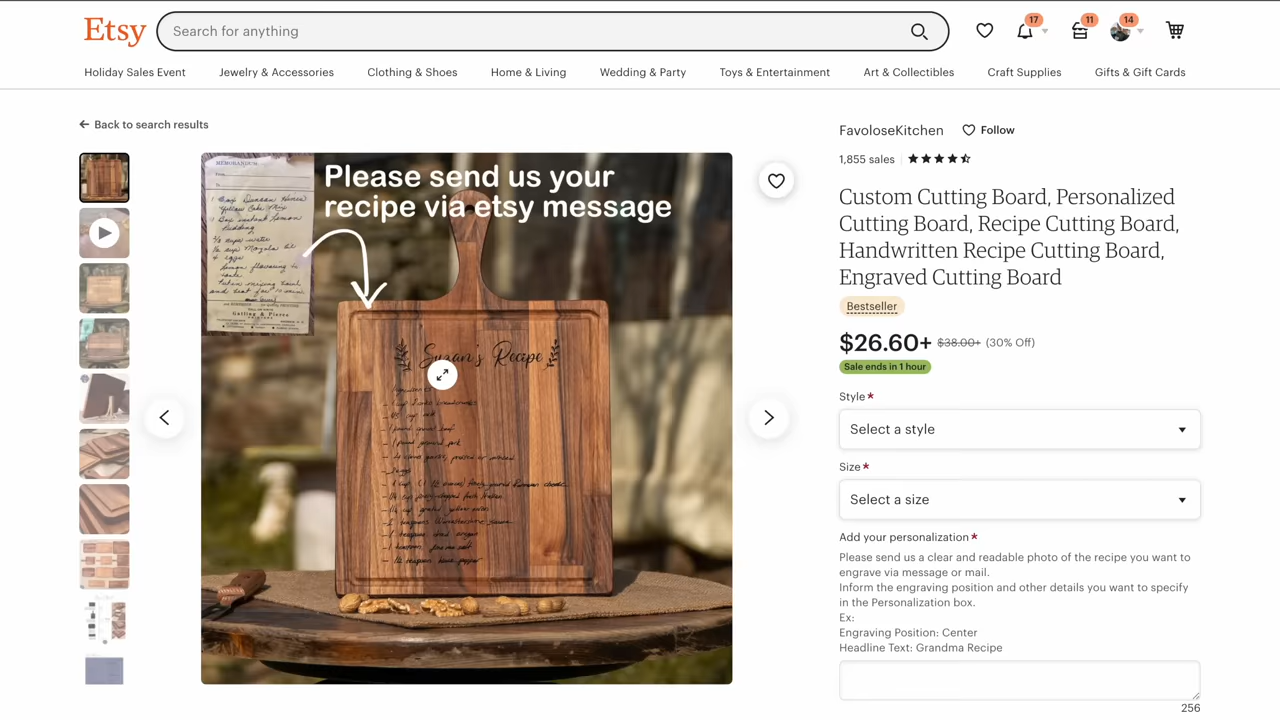 Etsy
Search for anything
17
11
14
Holiday Sales Event
Jewelry & Accessories
Clothing & Shoes
Home & Living
Wedding & Party
Toys & Entertainment
Art & Collectibles
Craft Supplies
Gifts & Gift Cards
Back to search results
MEMORANDUM
Please send us your
recipe via etsy message
Suzan's Recipe
FavoloseKitchen
Follow
1,855 sales
Custom Cutting Board, Personalized
Cutting Board, Recipe Cutting Board,
Handwritten Recipe Cutting Board,
Engraved Cutting Board
Bestseller
$26.60+ $38.00+ (30% Off)
Sale ends in 1 hour
Style*
Select a style
Size*
Select a size
Add your personalization *
Please send us a clear and readable photo of the recipe you want to
engrave via message or mail.
Inform the engraving position and other details you want to specify
in the Personalization box.
Ex:
Engraving Position: Center
Headline Text: Grandma Recipe
256